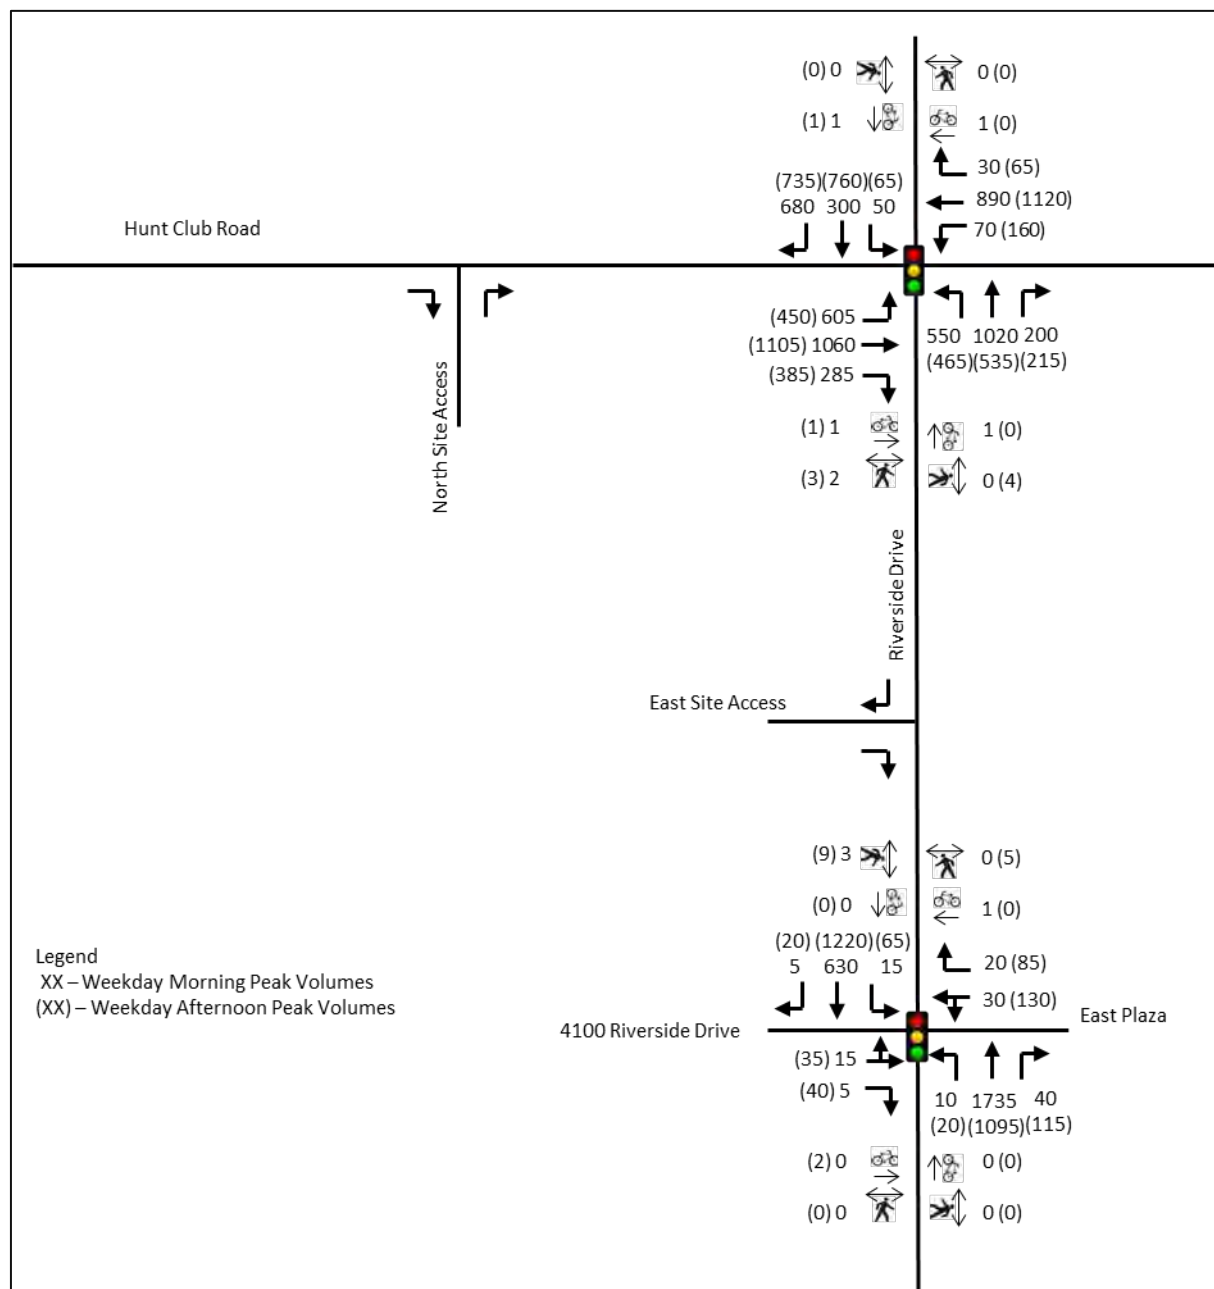 (0) 0
0 (0)
(1) 1
1 (0)
30 (65)
(735) (760) (65)
680 300 50
890 (1120)
70 (160)
Hunt Club Road
(450) 605
(1105) 1060
(385) 285
550 1020 200
(465) (535) (215)
North Site Access
(1) 1
1 (0)
(3) 2
0 (4)
Riverside Drive
East Site Access
(9) 3
0 (5)
(0) 0
1 (0)
(20) (1220) (65)
5 630 15
20 (85)
30 (130)
Legend
XX – Weekday Morning Peak Volumes
(XX) – Weekday Afternoon Peak Volumes
4100 Riverside Drive
East Plaza
(35) 15
(40) 5
10 1735 40
(20) (1095) (115)
(2) 0
0 (0)
(0) 0
0 (0)